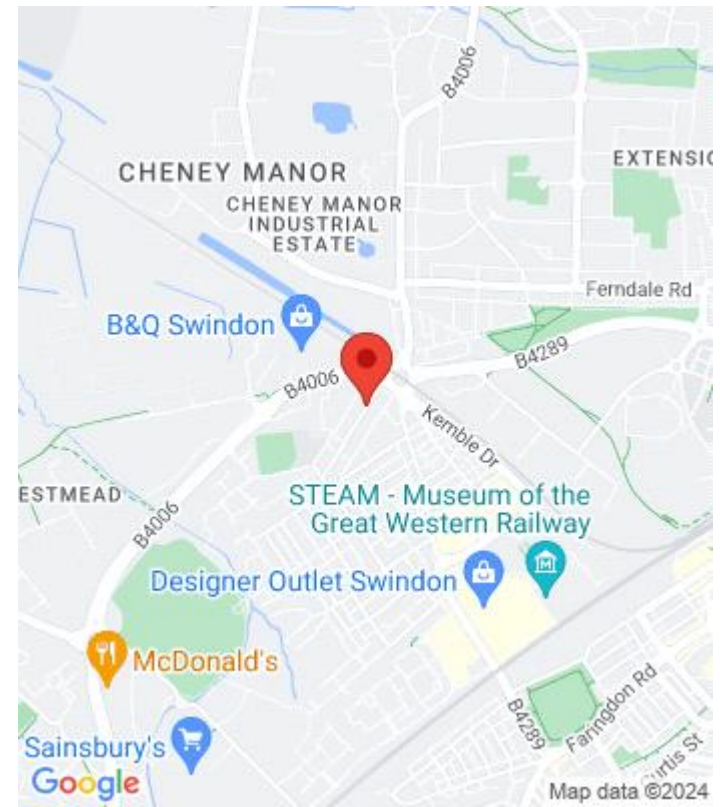 B4006
CHENEY MANOR
EXTENSIO
CHENEY MANOR
INDUSTRIAL
ESTATE
Ferndale Rd
B&Q Swindon
B4289
B4006
Kemble Dr
ESTMEAD
STEAM - Museum of the
Great Western Railway
B4006
Designer Outlet Swindon
McDonald's
Faringdon Rd
B4289
Sainsbury's
urtis St
Google
Map data ©2024